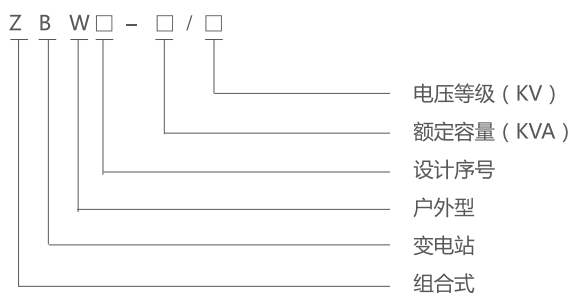 ZBW□-□/□
电压等级（KV）
额定容量（KVA）
设计序号
户外型
变电站
组合式